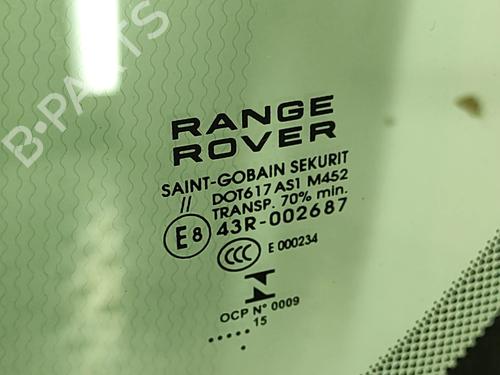 B-PARTS
RANGE
ROVER
SAINT-GOBAIN SEKURIT
// DOT617 AS1 M452
TRANSP. 70% min.
E8 43R-002687
CCC E 000234
OCP N° 0009
..... 15 ..